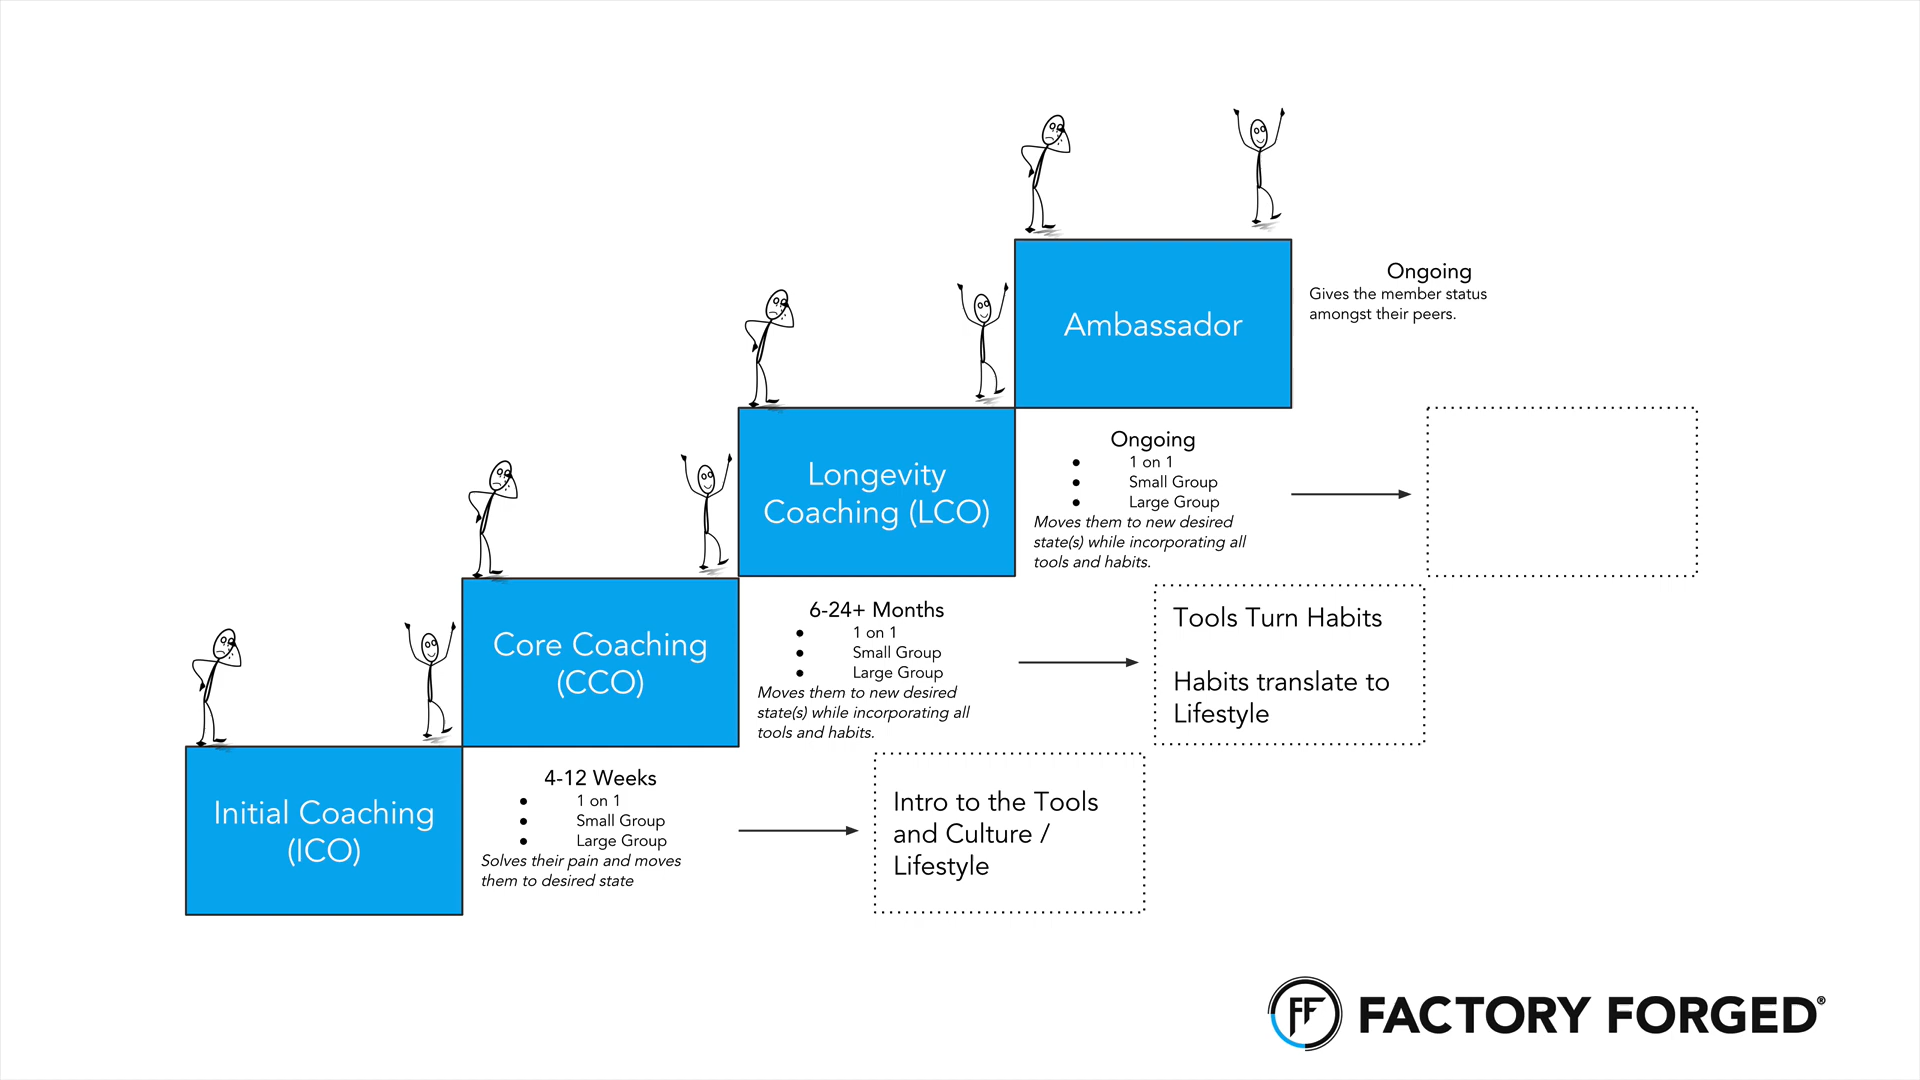 Ambassador
Ongoing
Gives the member status
amongst their peers.
Longevity
Coaching (LCO)
Ongoing
● 1 on 1
● Small Group
● Large Group
Moves them to new desired
state(s) while incorporating all
tools and habits.
Core Coaching
(CCO)
6-24+ Months
● 1 on 1
● Small Group
● Large Group
Moves them to new desired
state(s) while incorporating all
tools and habits.
Tools Turn Habits
Habits translate to
Lifestyle
Initial Coaching
(ICO)
4-12 Weeks
● 1 on 1
● Small Group
● Large Group
Solves their pain and moves
them to desired state
Intro to the Tools
and Culture /
Lifestyle
FF FACTORY FORGED®